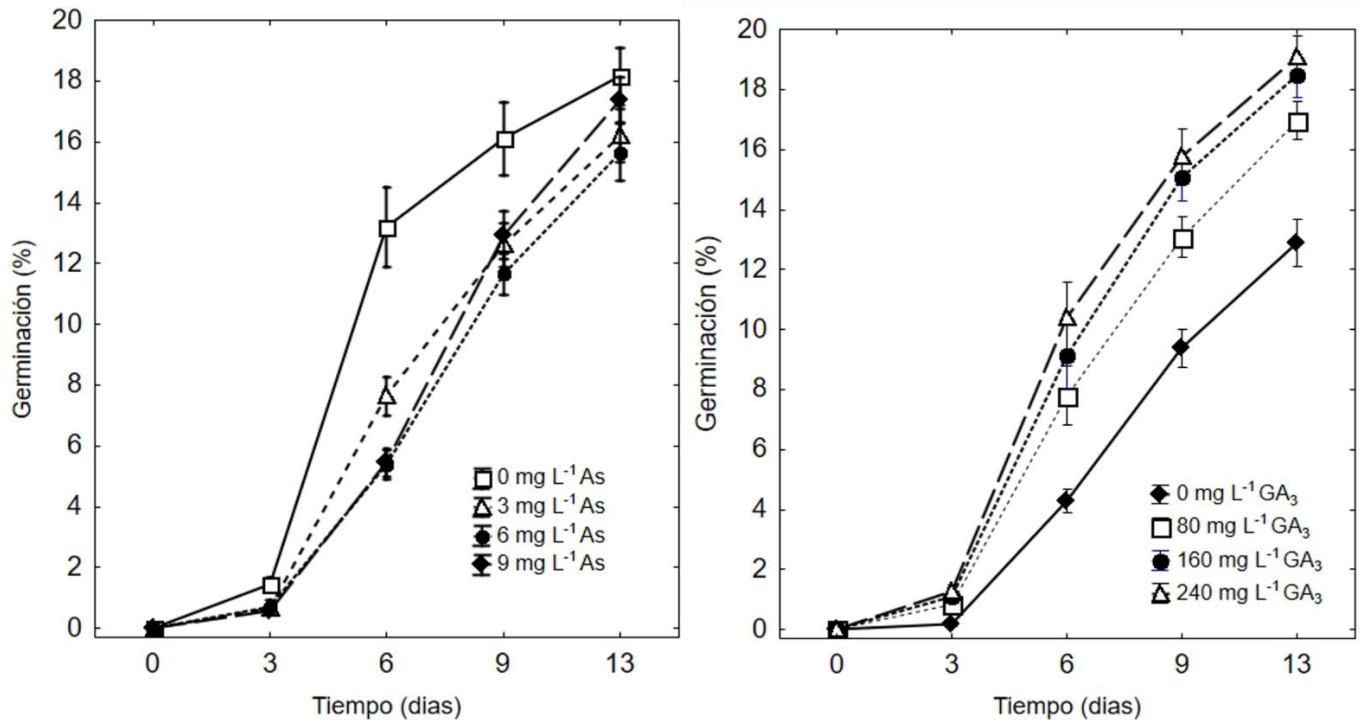 20
18
16
14
12
10
8
6
4
2
0
Germinación (%)
0 mg L⁻¹ As
3 mg L⁻¹ As
6 mg L⁻¹ As
9 mg L⁻¹ As
0 3 6 9 13
Tiempo (dias)
20
18
16
14
12
10
8
6
4
2
0
Germinación (%)
0 mg L⁻¹ GA₃
80 mg L⁻¹ GA₃
160 mg L⁻¹ GA₃
240 mg L⁻¹ GA₃
0 3 6 9 13
Tiempo (dias)